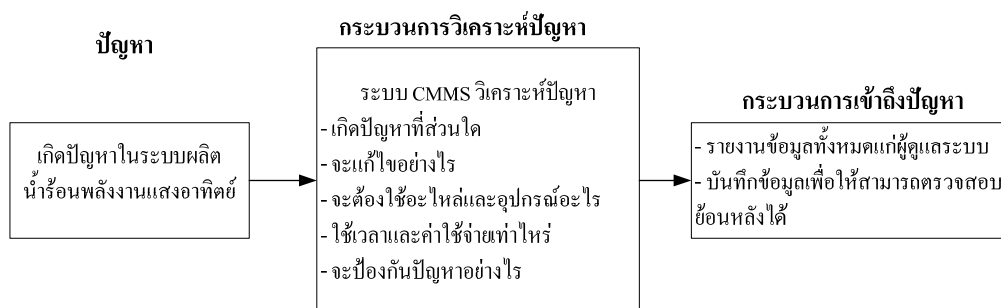 ปัญหา
เกิดปัญหาในระบบผลิต
น้ำร้อนพลังงานแสงอาทิตย์
กระบวนการวิเคราะห์ปัญหา
ระบบ CMMS วิเคราะห์ปัญหา
- เกิดปัญหาที่ส่วนใด
- จะแก้ไขอย่างไร
- จะต้องใช้อะไหล่และอุปกรณ์อะไร
- ใช้เวลาและค่าใช้จ่ายเท่าไหร่
- จะป้องกันปัญหาอย่างไร
กระบวนการเข้าถึงปัญหา
- รายงานข้อมูลทั้งหมดแก่ผู้ดูแลระบบ
- บันทึกข้อมูลเพื่อให้สามารถตรวจสอบ
ย้อนหลังได้